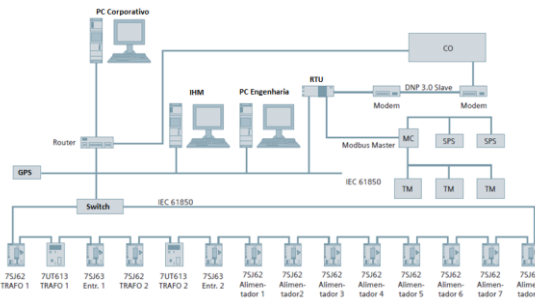 PC Corporativo
CO
RTU
IHM
PC Engenharia
DNP 3.0 Slave
Modem
Modem
Router
Modbus Master
MC
SPS
SPS
GPS
IEC 61850
TM
TM
TM
Switch
IEC 61850
7SJ62
TRAFO 1
7UT613
TRAFO 1
7SJ63
Entr. 1
7SJ62
TRAFO 2
7UT613
TRAFO 2
7SJ63
Entr. 2
7SJ62
Alimen-
tador 1
7SJ62
Alimen-
tador2
7SJ62
Alimen-
tador 3
7SJ62
Alimen-
tador 4
7SJ62
Alimen-
tador 5
7SJ62
Alimen-
tador 6
7SJ62
Alimen-
tador 7